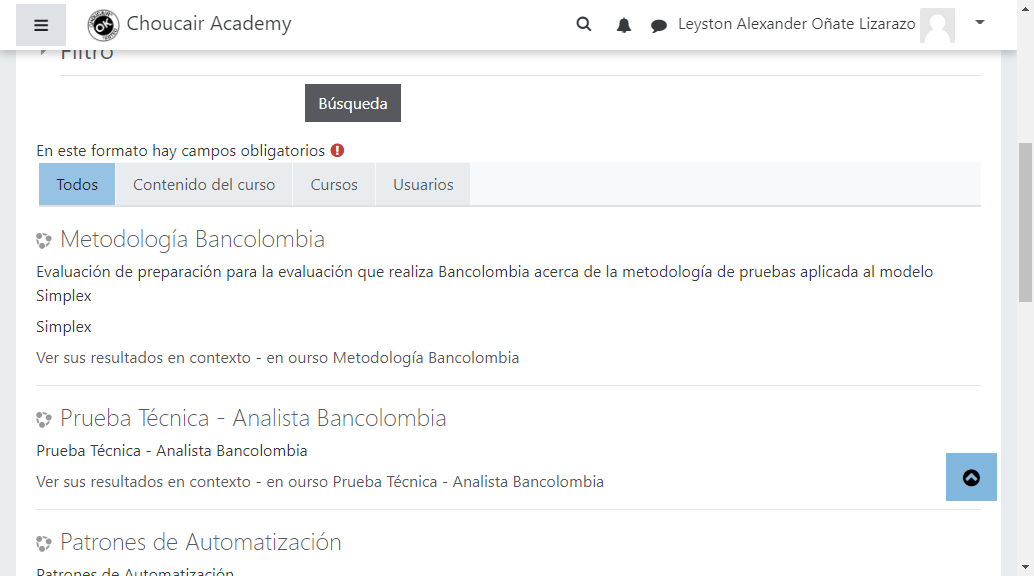 Choucair Academy
Leyston Alexander Oñate Lizarazo
Filtro
Búsqueda
En este formato hay campos obligatorios
Todos
Contenido del curso
Cursos
Usuarios
Metodología Bancolombia
Evaluación de preparación para la evaluación que realiza Bancolombia acerca de la metodología de pruebas aplicada al modelo
Simplex
Simplex
Ver sus resultados en contexto - en ourso Metodología Bancolombia
Prueba Técnica - Analista Bancolombia
Prueba Técnica - Analista Bancolombia
Ver sus resultados en contexto - en ourso Prueba Técnica - Analista Bancolombia
Patrones de Automatización
Patrones de Automatización